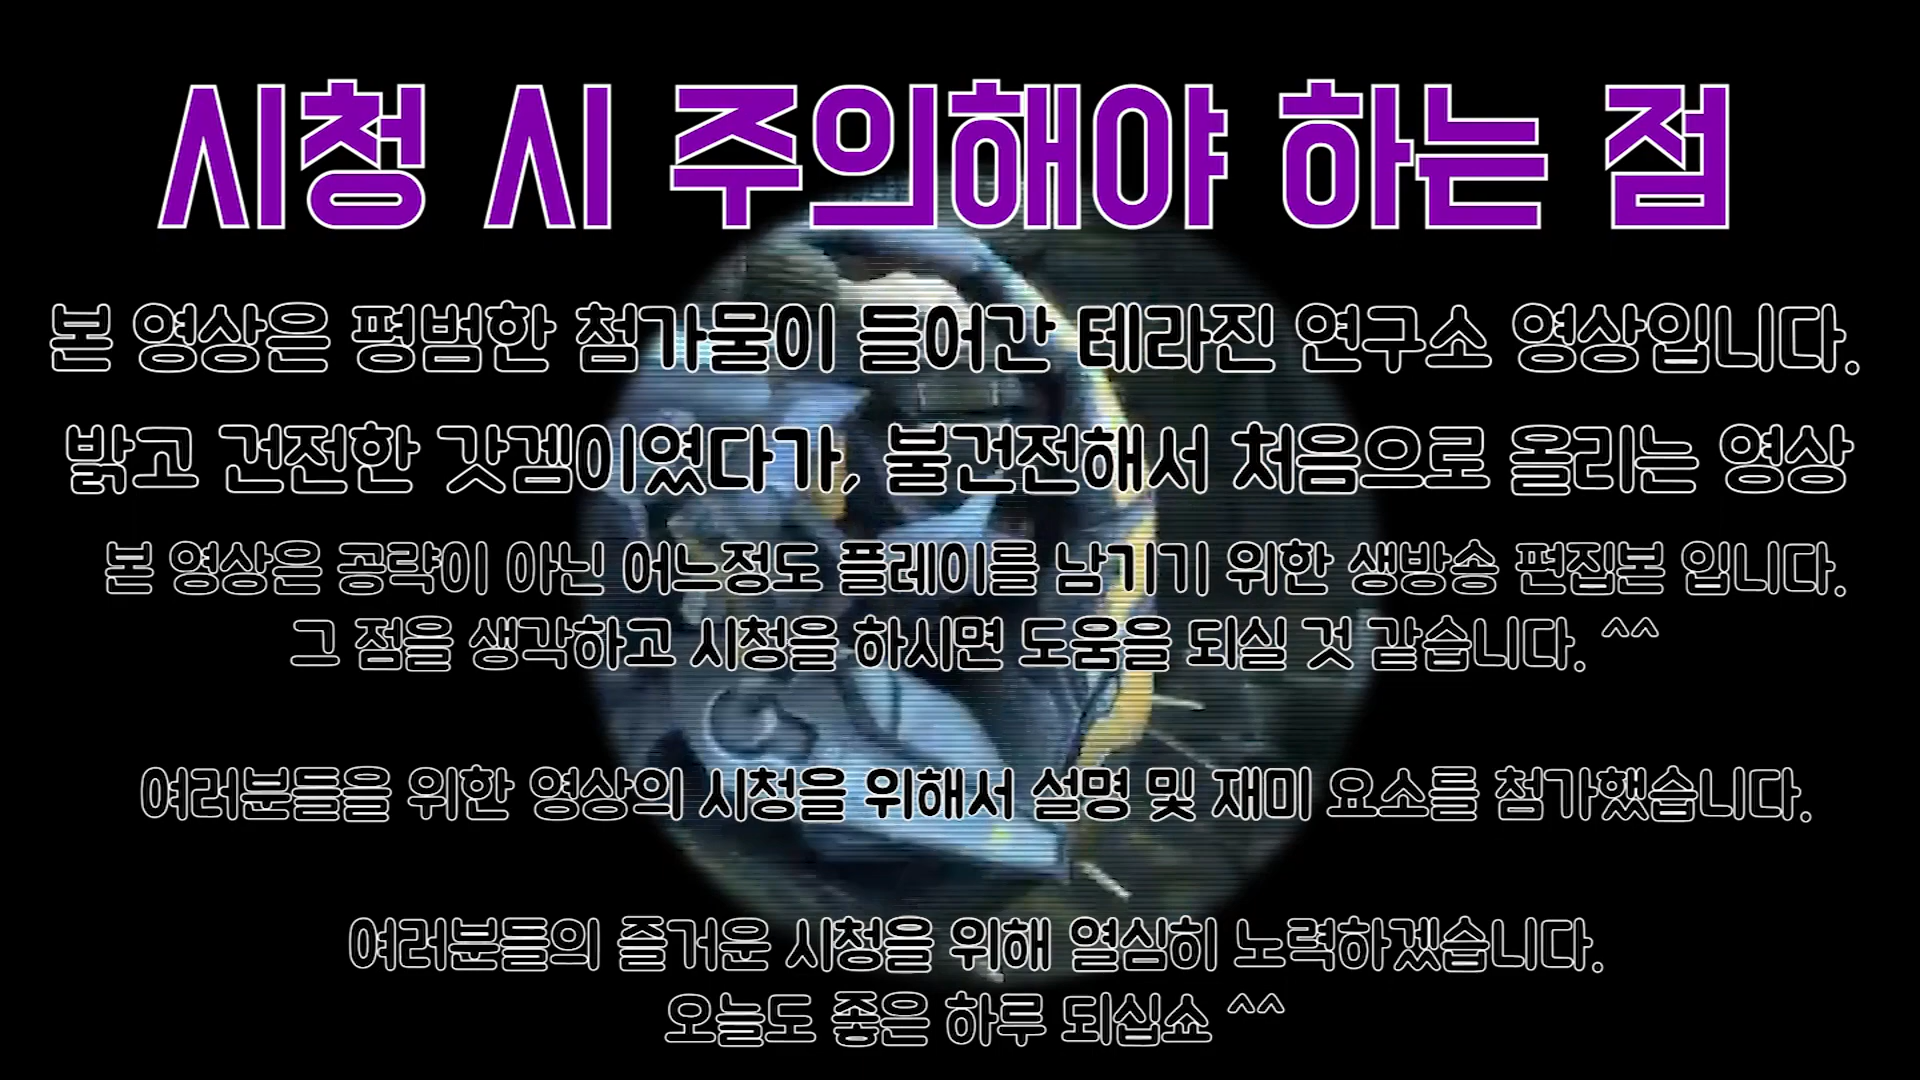 시청 시 주의해야 하는 점
본 영상은 평범한 첨가물이 들어간 테라진 연구소 영상입니다.
밝고 건전한 갓겜이였다가, 불건전해서 처음으로 올리는 영상
본 영상은 공략이 아닌 어느정도 플레이를 남기기 위한 생방송 편집본 입니다.
그 점을 생각하고 시청을 하시면 도움을 되실 것 같습니다. ^^
여러분들을 위한 영상의 시청을 위해서 설명 및 재미 요소를 첨가했습니다.
여러분들의 즐거운 시청을 위해 열심히 노력하겠습니다.
오늘도 좋은 하루 되십쇼 ^^